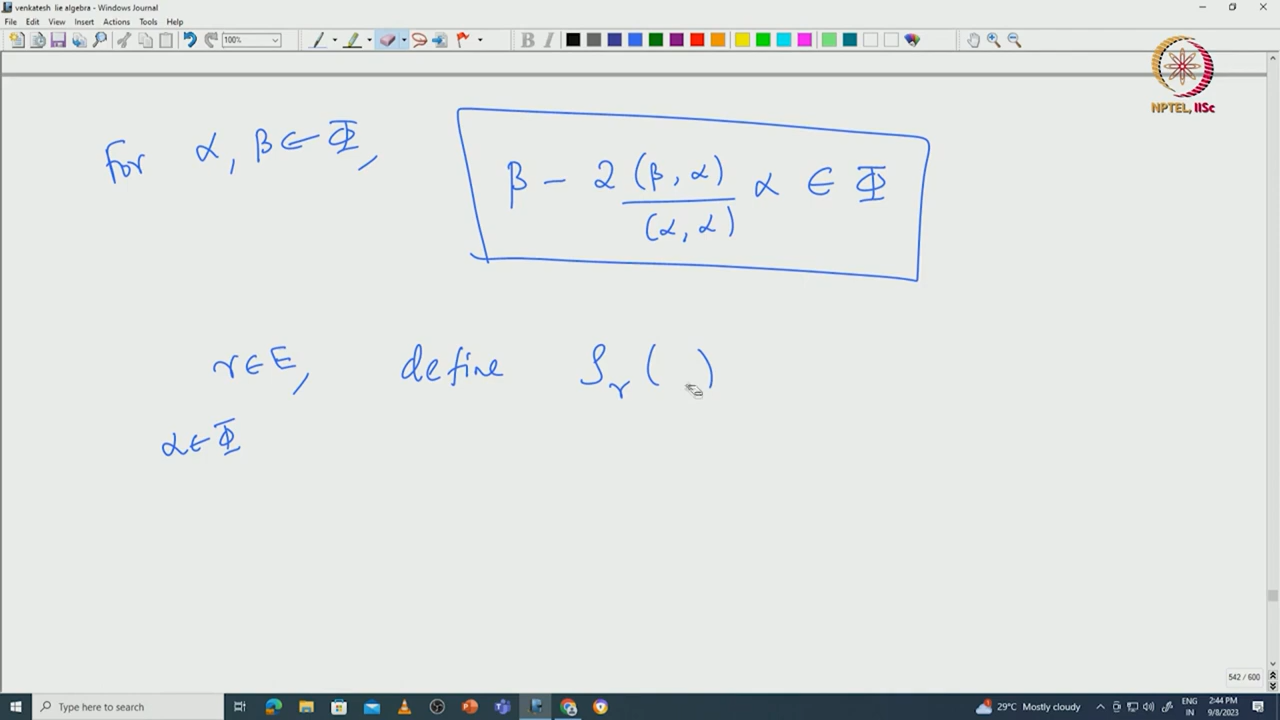 venkatesh lie algebra - Windows Journal
File Edit View Insert Actions Tools Help
100%
B I
NPTEL, IISc
For α, β ∈ Φ, β - 2 (β, α) / (α, α) α ∈ Φ
r ∈ E, define S_r ( )
α ∈ Φ
542 / 600
Type here to search
29°C Mostly cloudy
ENG
IN
2:44 PM
9/8/2023